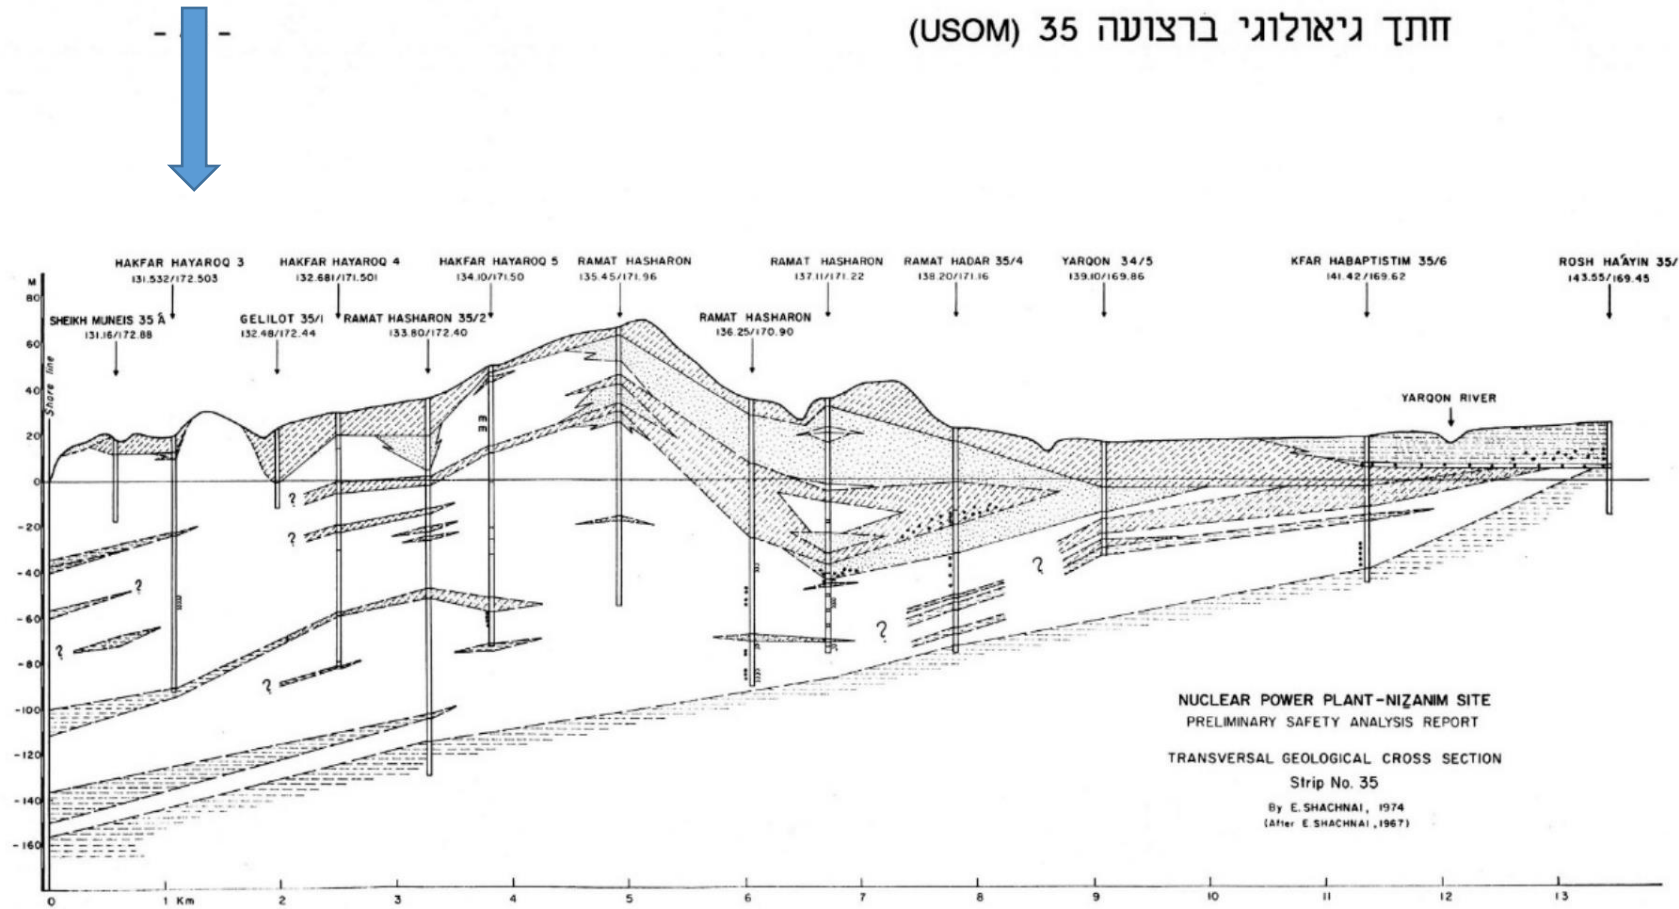 חתך גיאולוגי ברצועה 35 (USOM)
HAKFAR HAYAROQ 3
131.532/172.503
HAKFAR HAYAROQ 4
132.681/171.501
HAKFAR HAYAROQ 5
134.10/171.50
RAMAT HASHARON
135.45/171.96
RAMAT HASHARON
137.11/171.22
RAMAT HADAR 35/4
138.20/171.16
YARQON 34/5
139.10/169.86
KFAR HABAPTISTIM 35/6
141.42/169.62
ROSH HA'AYIN 35/
143.55/169.45
SHEIKH MUNEIS 35 A
131.16/172.88
GELILOT 35/1
132.48/172.44
RAMAT HASHARON 35/2
133.80/172.40
RAMAT HASHARON
136.25/170.90
YARQON RIVER
Share line
M
80
60
40
20
0
-20
-40
-60
-80
-100
-120
-140
-160
m
m
?
?
?
?
?
?
?
NUCLEAR POWER PLANT-NIZANIM SITE
PRELIMINARY SAFETY ANALYSIS REPORT
TRANSVERSAL GEOLOGICAL CROSS SECTION
Strip No. 35
By E. SHACHNAI, 1974
(After E. SHACHNAI, 1967)
0 1 Km 2 3 4 5 6 7 8 9 10 11 12 13